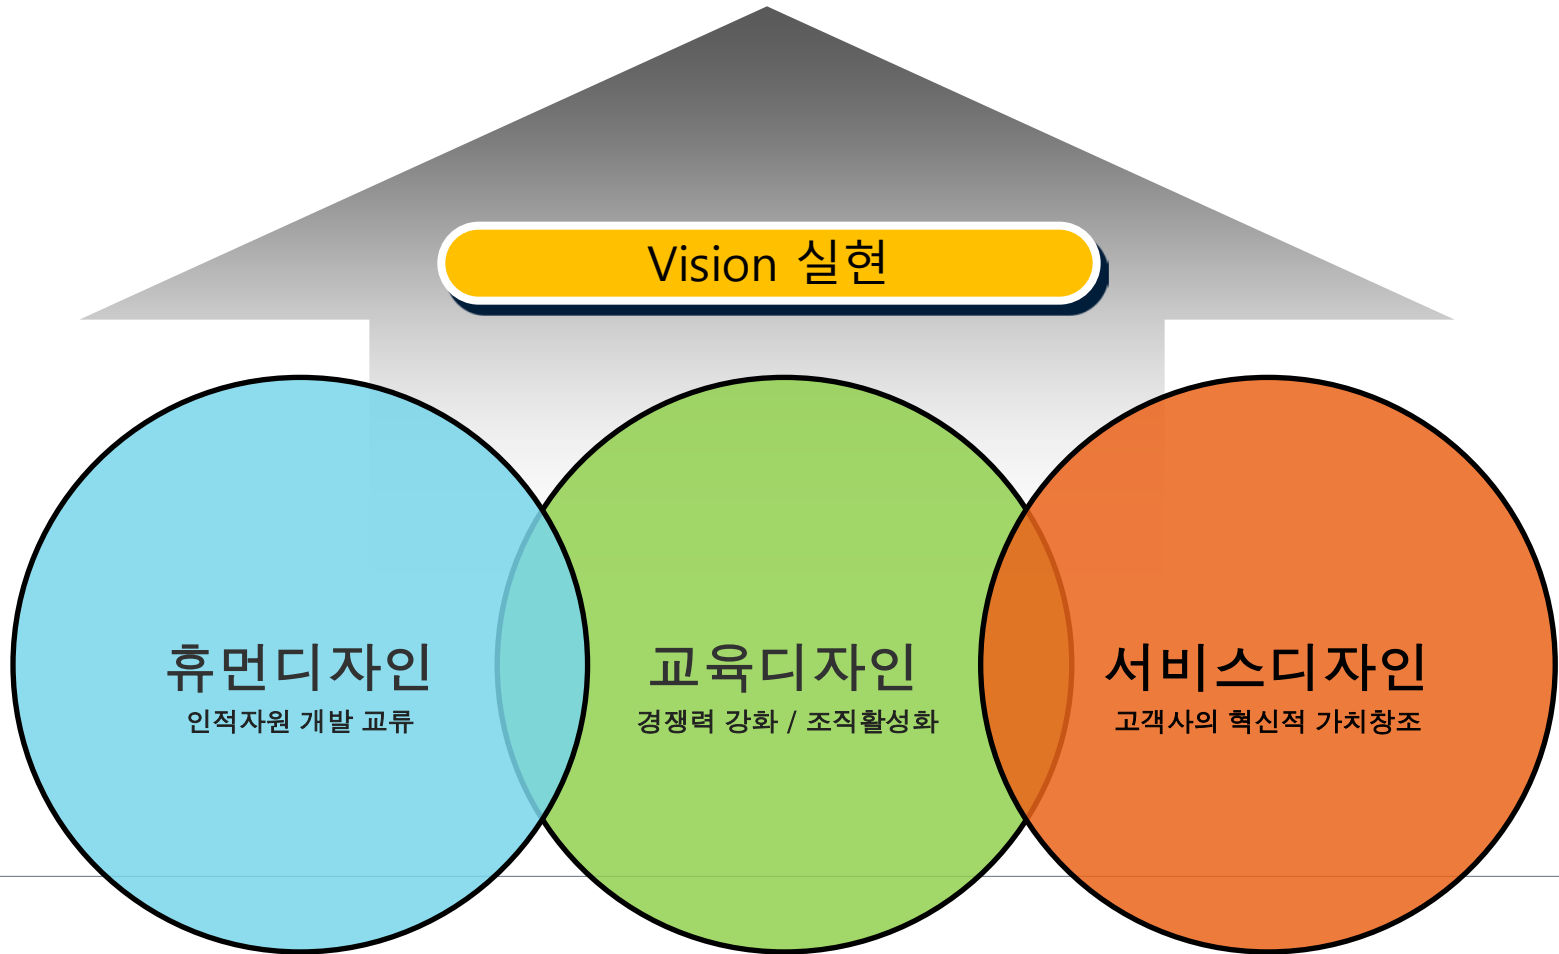 Vision 실현
휴먼디자인
인적자원 개발 교류
교육디자인
경쟁력 강화 / 조직활성화
서비스디자인
고객사의 혁신적 가치창조